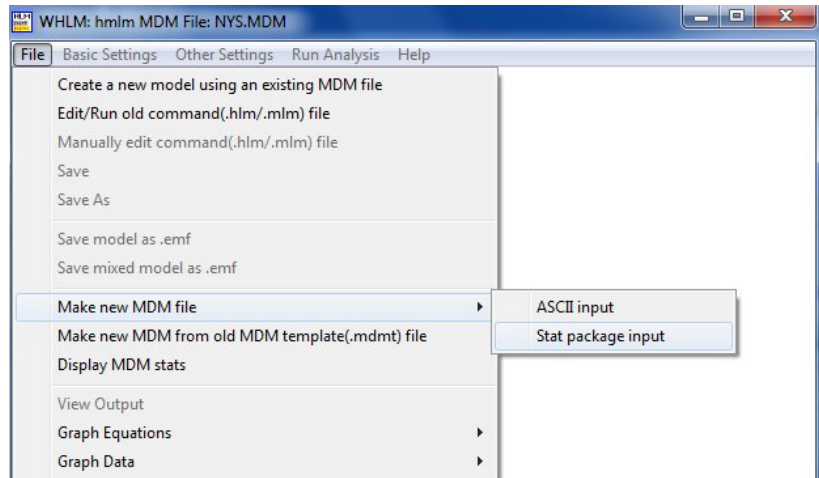 WHLM: hmlm MDM File: NYS.MDM
File Basic Settings Other Settings Run Analysis Help
Create a new model using an existing MDM file
Edit/Run old command(.hlm/.mlm) file
Manually edit command(.hlm/.mlm) file
Save
Save As
Save model as .emf
Save mixed model as .emf
Make new MDM file
ASCII input
Make new MDM from old MDM template(.mdmt) file
Stat package input
Display MDM stats
View Output
Graph Equations
Graph Data